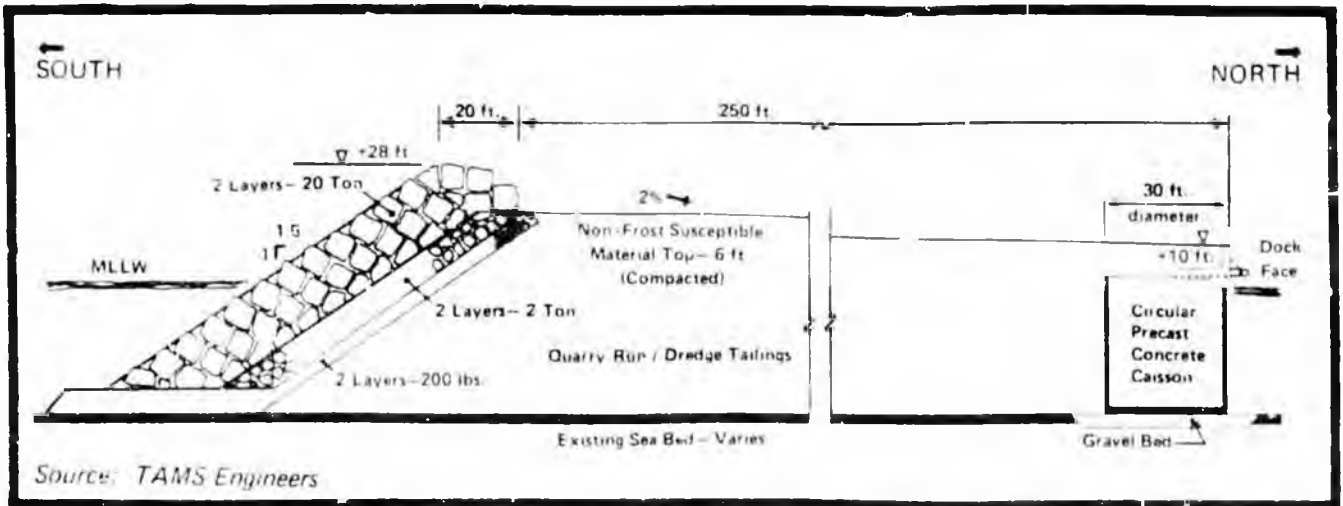 SOUTH
NORTH
20 ft.
250 ft.
+28 ft
2 Layers - 20 Ton
30 ft.
diameter
2%
Non-Frost Susceptible
Material Top - 6 ft
(Compacted)
1.5
1
MLLW
+10 ft.
Dock
Face
2 Layers - 2 Ton
Circular
Precast
Concrete
Caisson
Quarry Run / Dredge Tailings
2 Layers - 200 lbs.
Existing Sea Bed - Varies
Gravel Bed
Source: TAMS Engineers